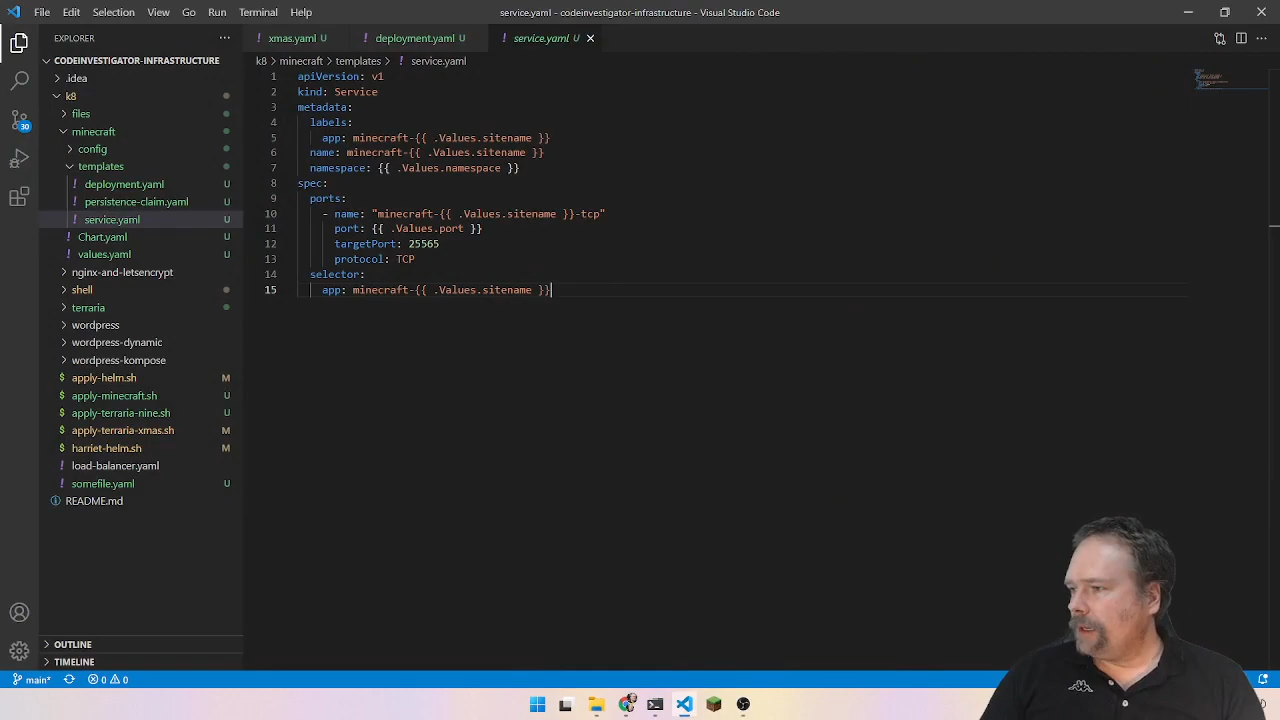 File Edit Selection View Go Run Terminal Help
service.yaml - codeinvestigator-infrastructure - Visual Studio Code
EXPLORER
CODEINVESTIGATOR-INFRASTRUCTURE
.idea
k8
files
minecraft
config
templates
deployment.yaml U
persistence-claim.yaml U
service.yaml U
Chart.yaml U
values.yaml U
nginx-and-letsencrypt
shell
terraria
wordpress
wordpress-dynamic
wordpress-kompose
apply-helm.sh M
apply-minecraft.sh U
apply-terraria-nine.sh U
apply-terraria-xmas.sh M
harriet-helm.sh M
load-balancer.yaml
somefile.yaml U
README.md
OUTLINE
TIMELINE
30
xmas.yaml U deployment.yaml U service.yaml U
k8 > minecraft > templates > service.yaml
1 apiVersion: v1
2 kind: Service
3 metadata:
4 labels:
5 app: minecraft-{{ .Values.sitename }}
6 name: minecraft-{{ .Values.sitename }}
7 namespace: {{ .Values.namespace }}
8 spec:
9 ports:
10 - name: "minecraft-{{ .Values.sitename }}-tcp"
11 port: {{ .Values.port }}
12 targetPort: 25565
13 protocol: TCP
14 selector:
15 app: minecraft-{{ .Values.sitename }}
main* 0 0